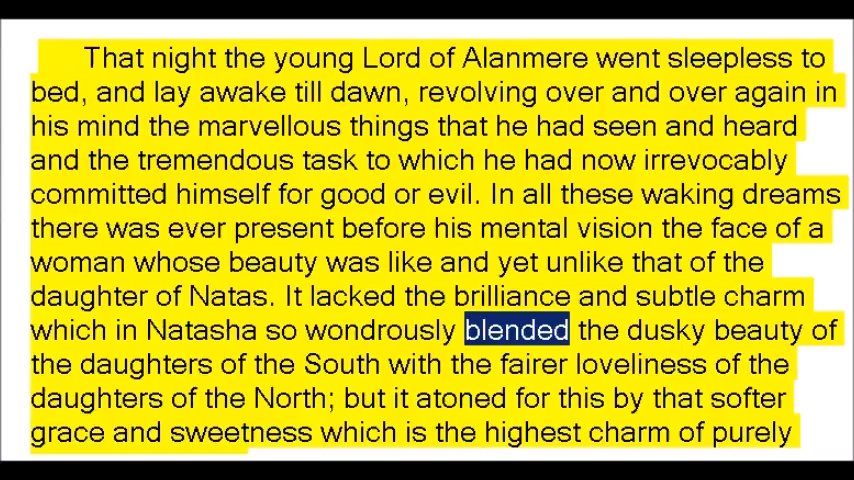 That night the young Lord of Alanmere went sleepless to
bed, and lay awake till dawn, revolving over and over again in
his mind the marvellous things that he had seen and heard
and the tremendous task to which he had now irrevocably
committed himself for good or evil. In all these waking dreams
there was ever present before his mental vision the face of a
woman whose beauty was like and yet unlike that of the
daughter of Natas. It lacked the brilliance and subtle charm
which in Natasha so wondrously blended the dusky beauty of
the daughters of the South with the fairer loveliness of the
daughters of the North; but it atoned for this by that softer
grace and sweetness which is the highest charm of purely